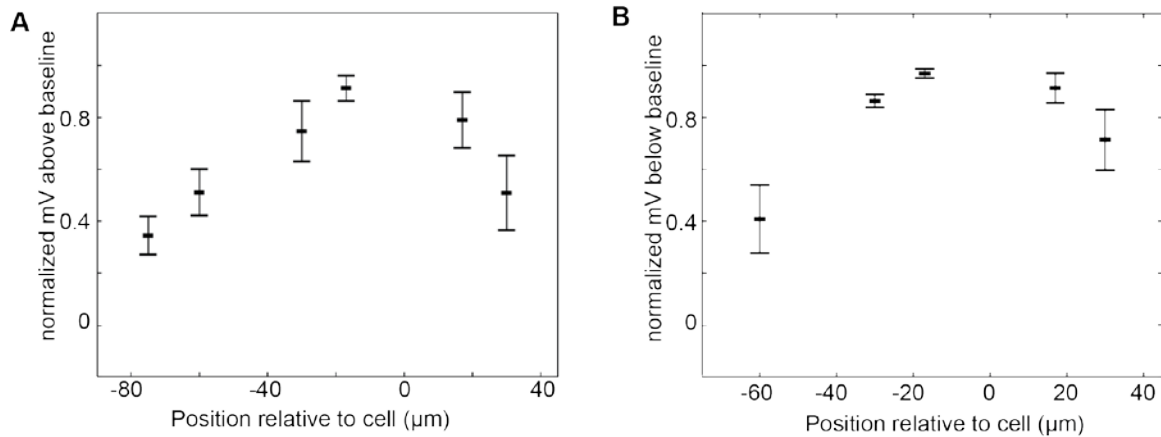 A
normalized mV above baseline
0.8
0.4
0
-80
-40
0
40
Position relative to cell (µm)
B
normalized mV below baseline
0.8
0.4
0
-60
-40
-20
0
20
40
Position relative to cell (µm)